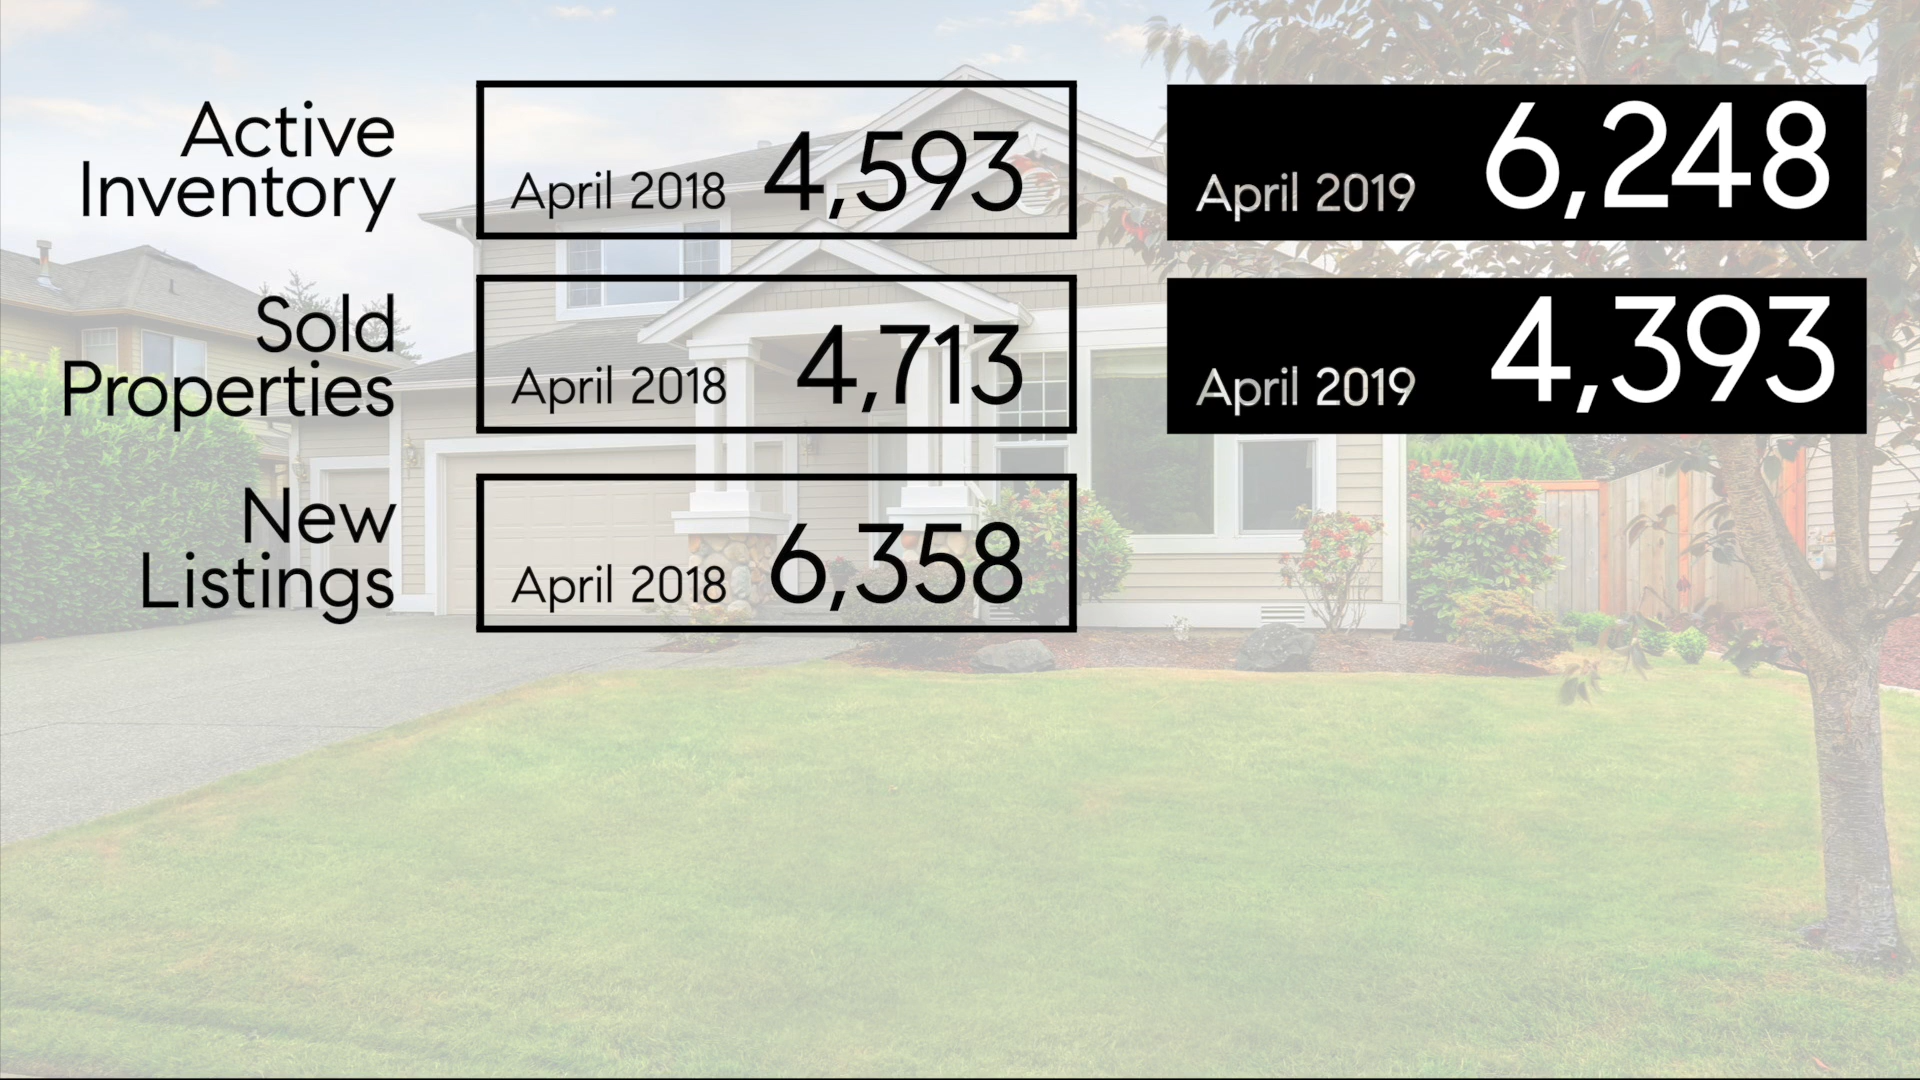 Active
Inventory
April 2018 4,593
April 2019 6,248
Sold
Properties
April 2018 4,713
April 2019 4,393
New
Listings
April 2018 6,358